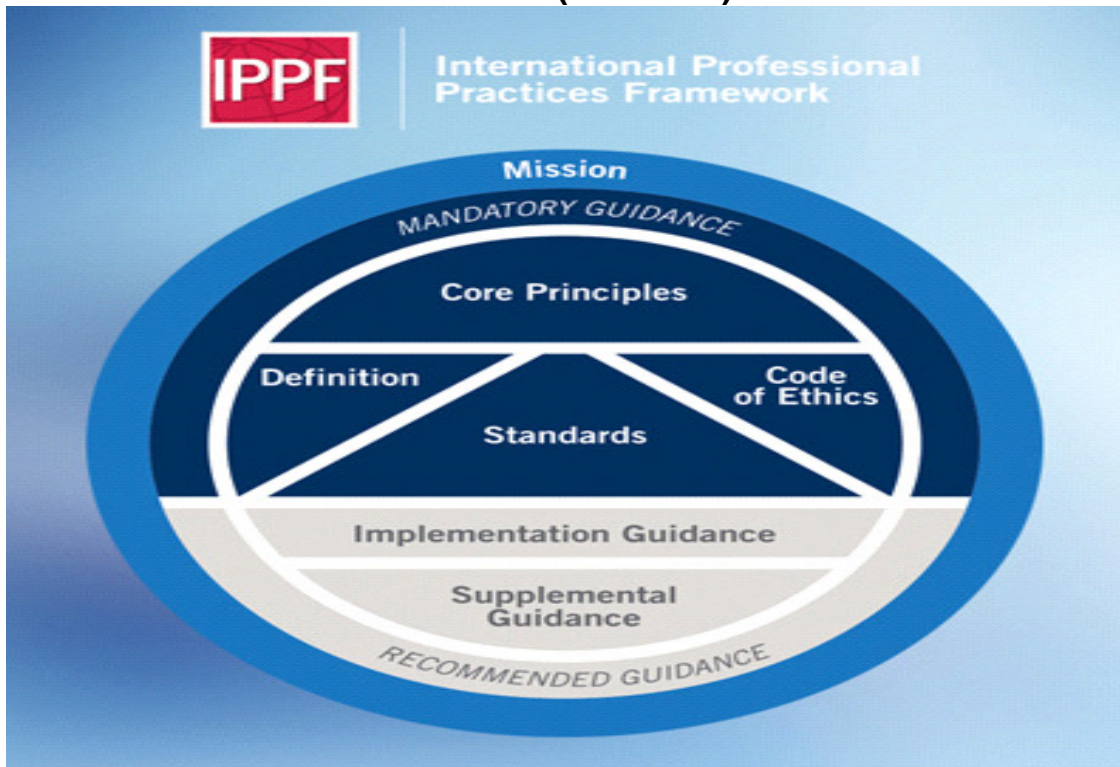 IPPF
International Professional
Practices Framework
Mission
MANDATORY GUIDANCE
Core Principles
Definition
Code
of Ethics
Standards
Implementation Guidance
Supplemental
Guidance
RECOMMENDED GUIDANCE